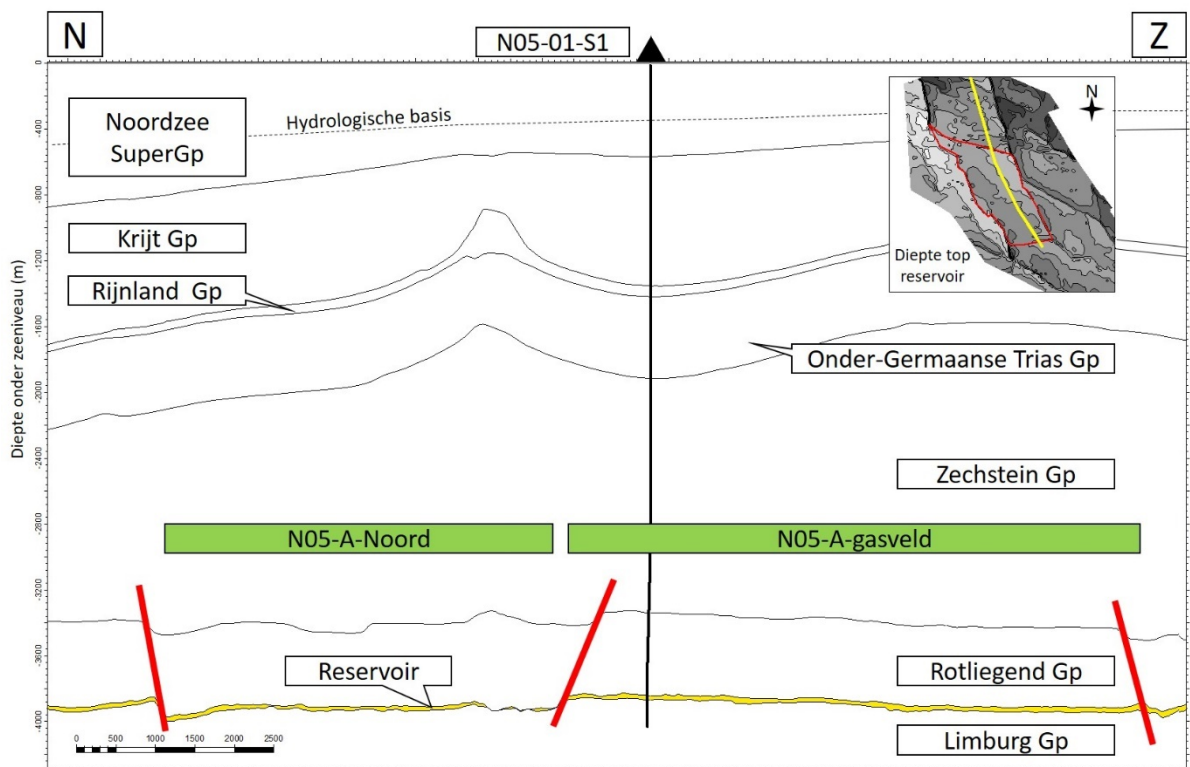 N
N05-01-S1
Z
0
Noordzee
SuperGp
Hydrologische basis
N
-400
-800
Krijt Gp
Diepte top
reservoir
-1200
Rijnland Gp
Diepte onder zeeniveau (m)
-1600
Onder-Germaanse Trias Gp
-2000
-2400
Zechstein Gp
-2800
N05-A-Noord
N05-A-gasveld
-3200
-3600
Reservoir
Rotliegend Gp
-4000
Limburg Gp
0 500 1000 1500 2000 2500